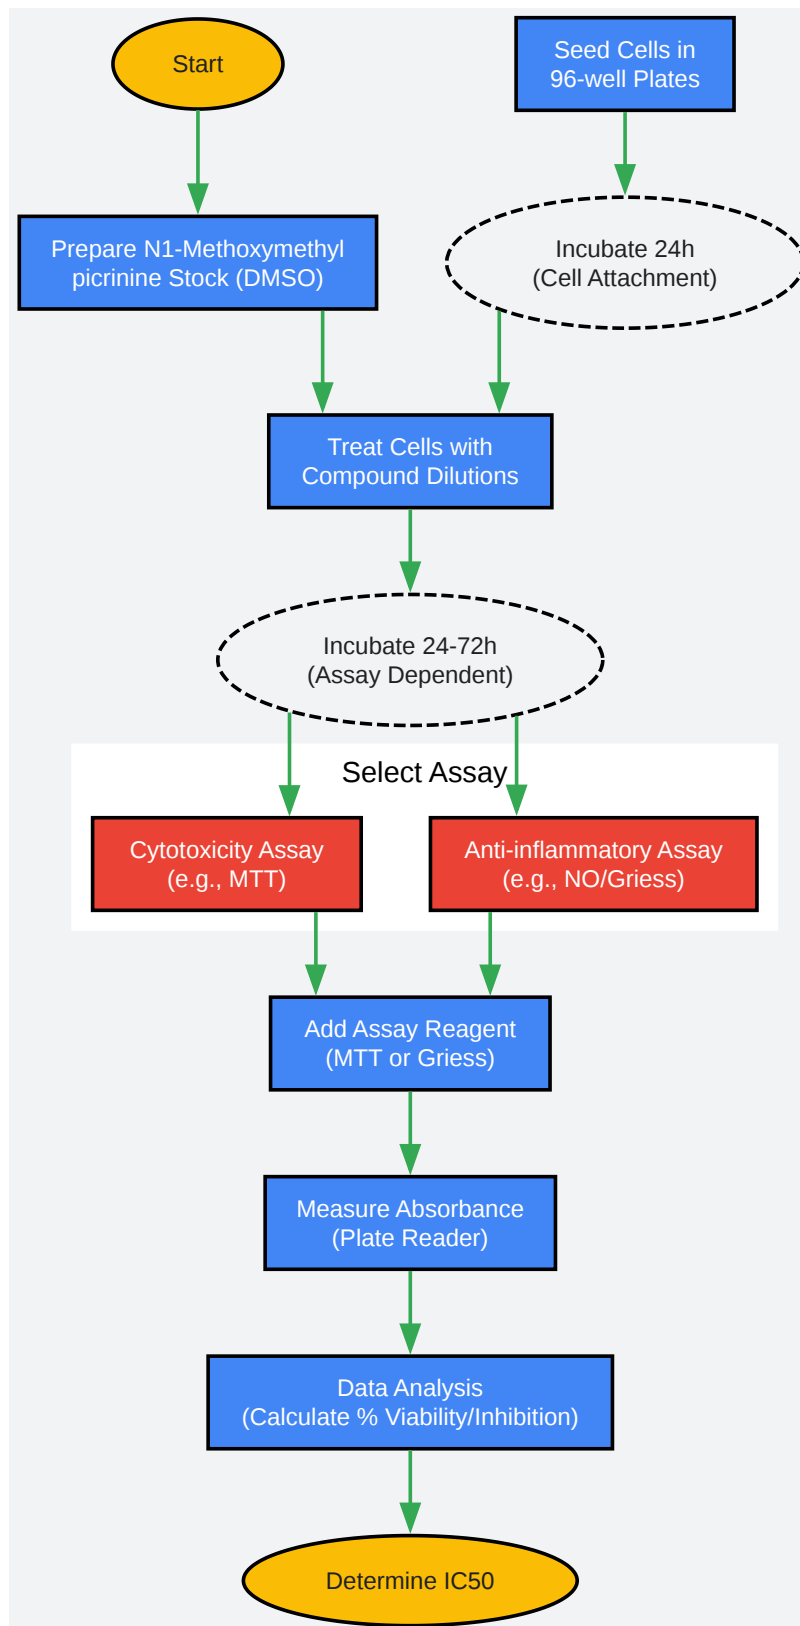 Start
Seed Cells in
96-well Plates
Prepare N1-Methoxymethyl
picrinine Stock (DMSO)
Incubate 24h
(Cell Attachment)
Treat Cells with
Compound Dilutions
Incubate 24-72h
(Assay Dependent)
Select Assay
Cytotoxicity Assay
(e.g., MTT)
Anti-inflammatory Assay
(e.g., NO/Griess)
Add Assay Reagent
(MTT or Griess)
Measure Absorbance
(Plate Reader)
Data Analysis
(Calculate % Viability/Inhibition)
Determine IC50